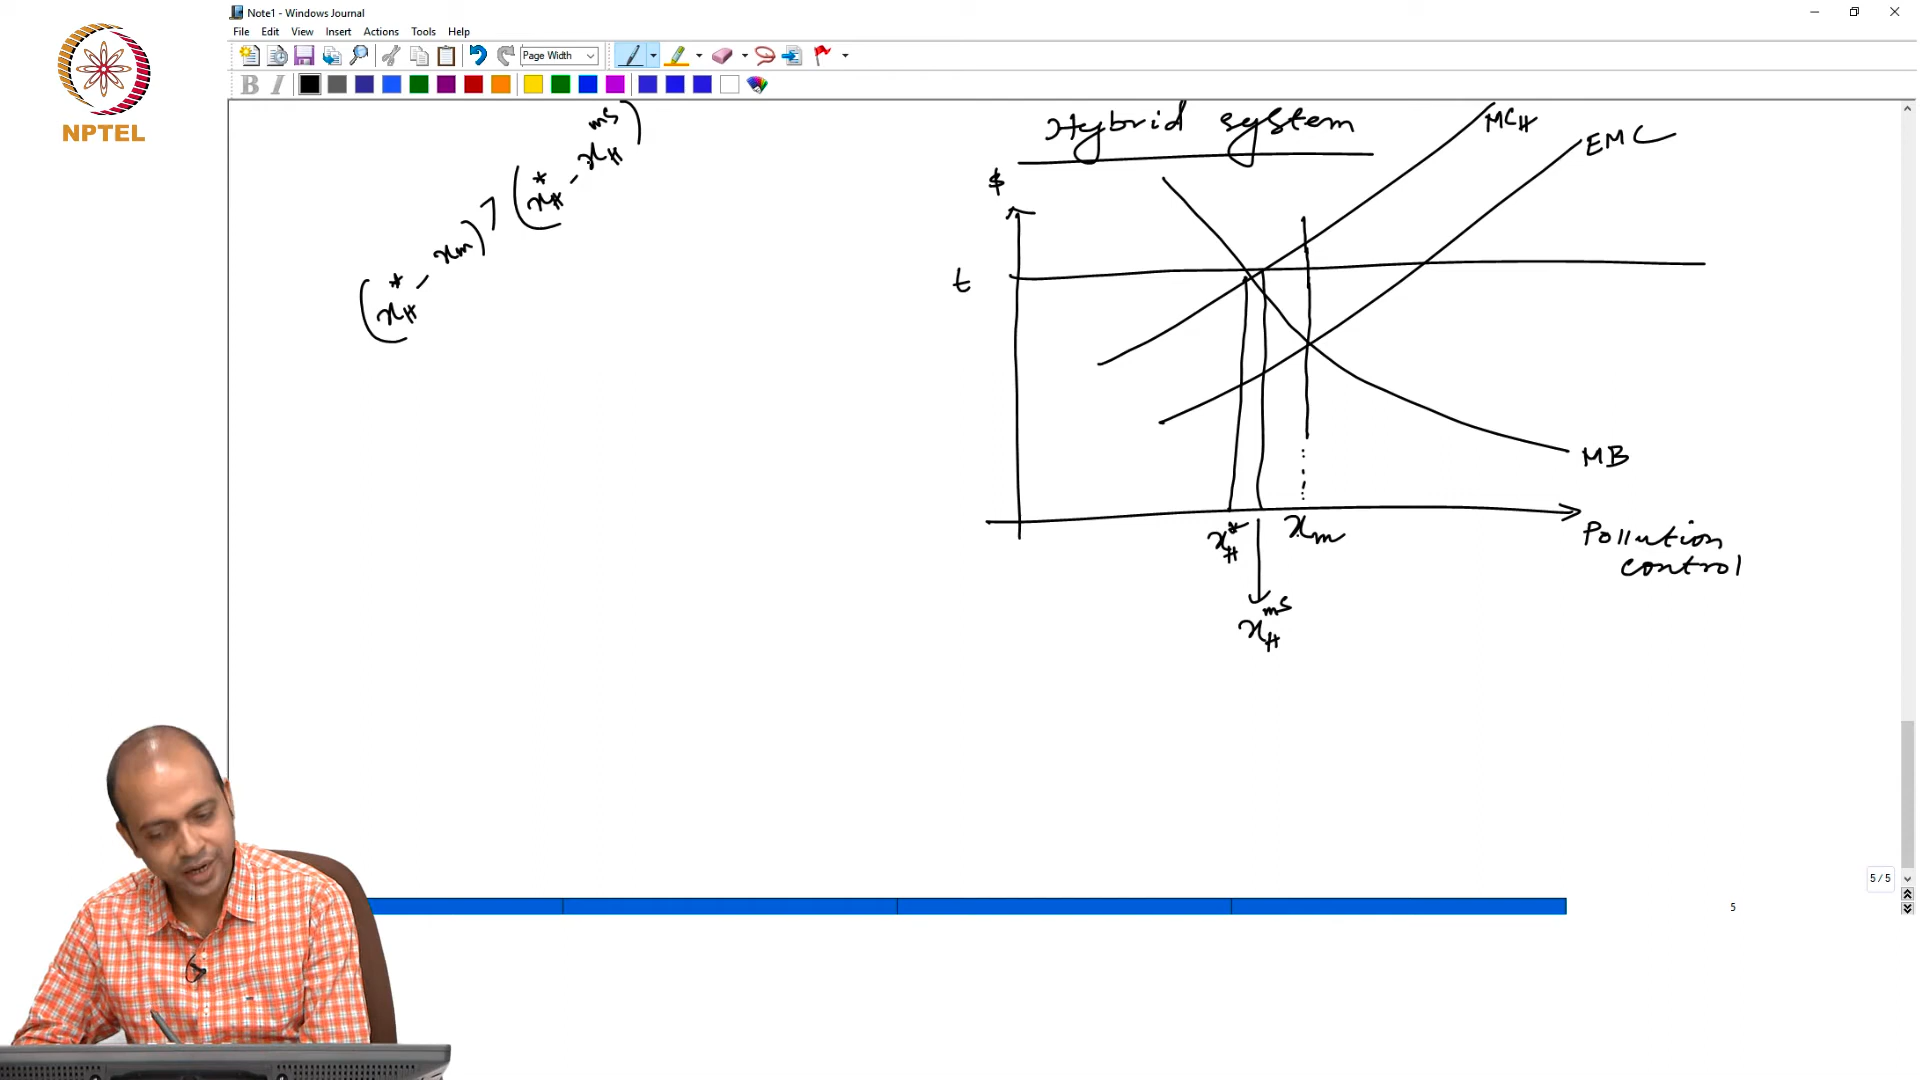 Note1 - Windows Journal
File Edit View Insert Actions Tools Help
Page Width
B I
NPTEL
Hybrid system
(x*H - xm) > (x*H - xHms)
$
MCH
EMC
t
MB
x*H
xm
Pollution
control
xHms
5 / 5
5